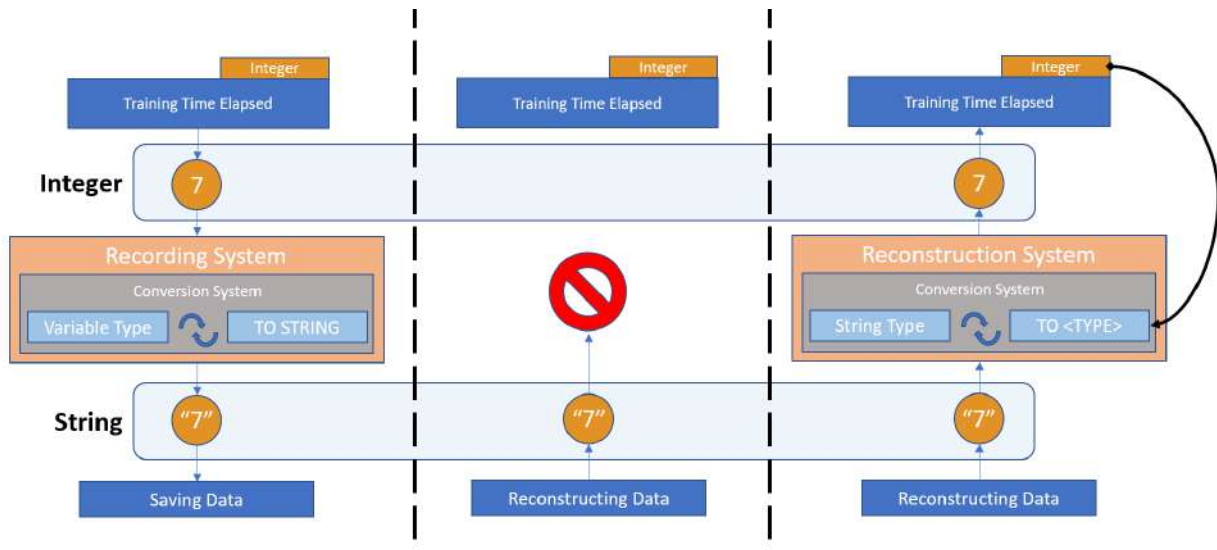 Integer
Integer
Integer
Training Time Elapsed
Training Time Elapsed
Training Time Elapsed
Integer
7
7
Recording System
Reconstruction System
Conversion System
Conversion System
Variable Type
TO STRING
String Type
TO <TYPE>
String
“7”
“7”
“7”
Saving Data
Reconstructing Data
Reconstructing Data